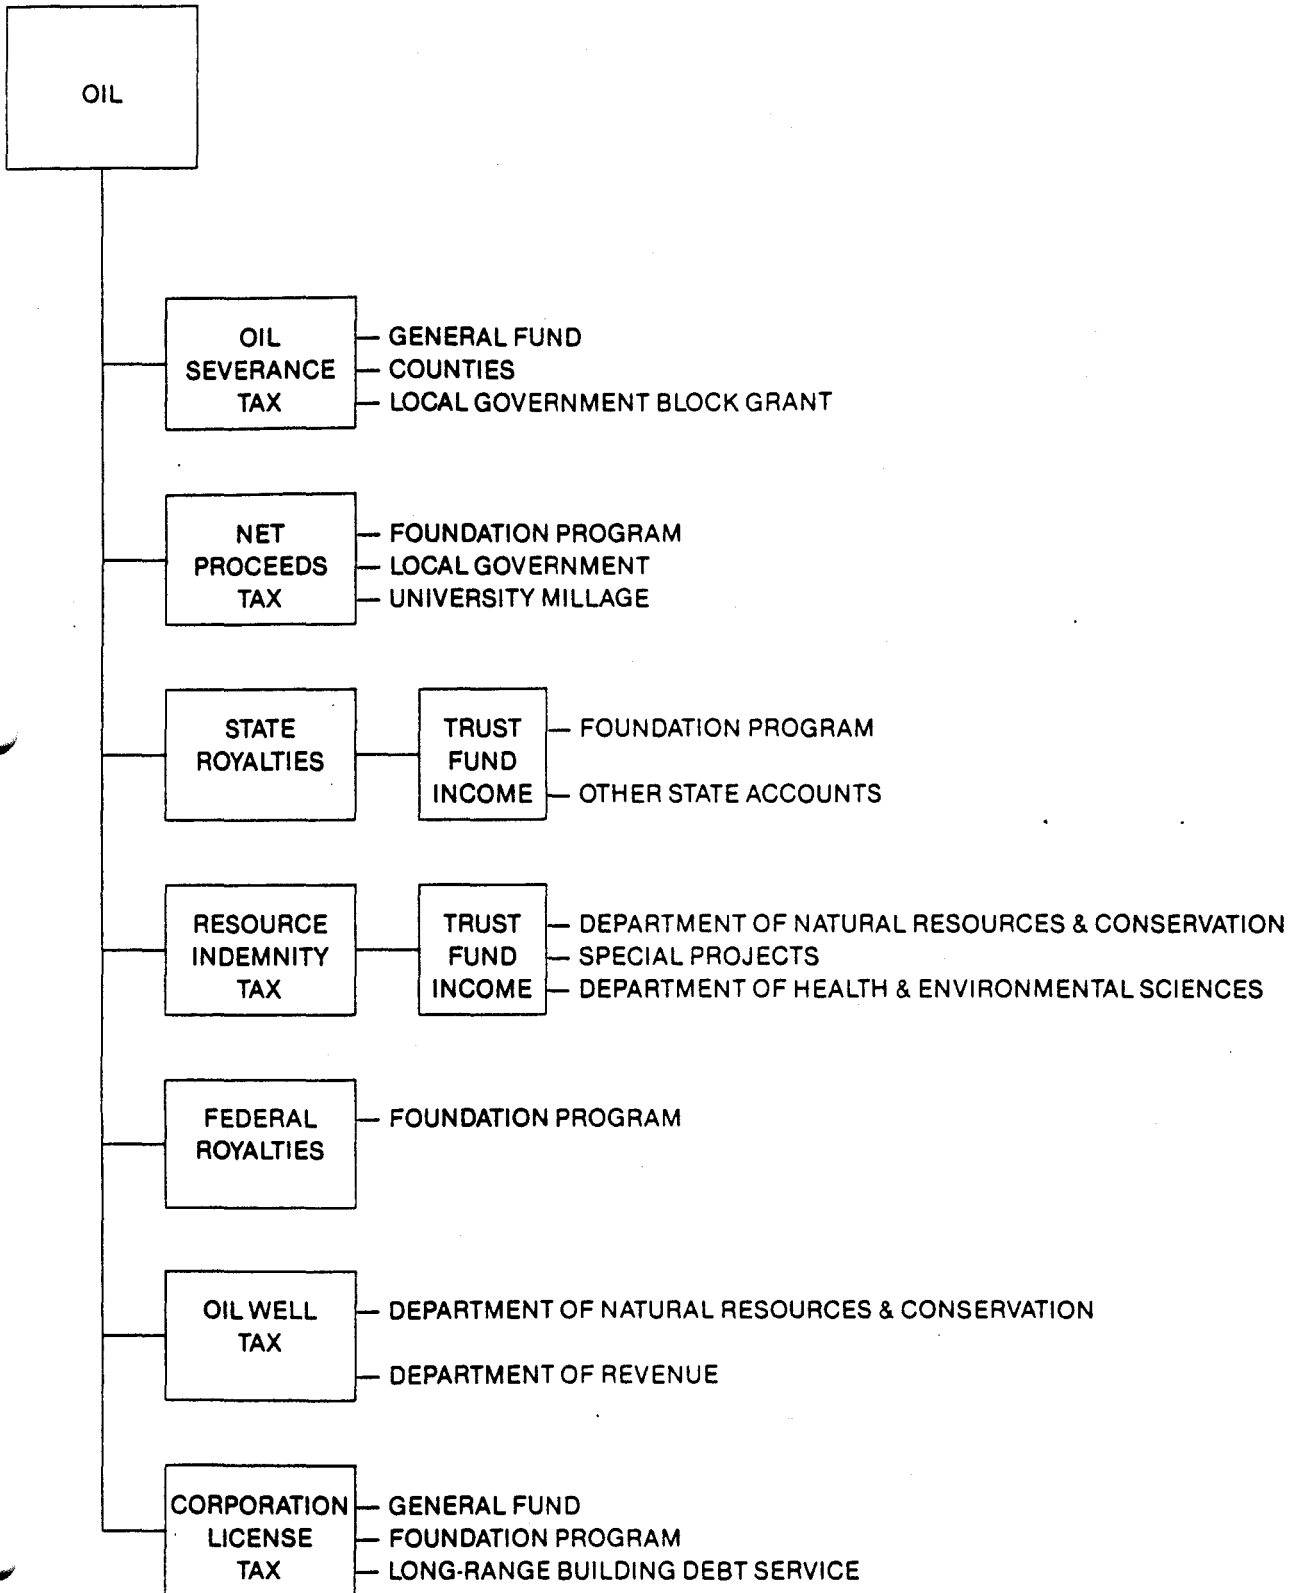 OIL
OIL
SEVERANCE
TAX
GENERAL FUND
COUNTIES
LOCAL GOVERNMENT BLOCK GRANT
NET
PROCEEDS
TAX
FOUNDATION PROGRAM
LOCAL GOVERNMENT
UNIVERSITY MILLAGE
STATE
ROYALTIES
TRUST
FUND
INCOME
FOUNDATION PROGRAM
OTHER STATE ACCOUNTS
RESOURCE
INDEMNITY
TAX
TRUST
FUND
INCOME
DEPARTMENT OF NATURAL RESOURCES & CONSERVATION
SPECIAL PROJECTS
DEPARTMENT OF HEALTH & ENVIRONMENTAL SCIENCES
FEDERAL
ROYALTIES
FOUNDATION PROGRAM
OIL WELL
TAX
DEPARTMENT OF NATURAL RESOURCES & CONSERVATION
DEPARTMENT OF REVENUE
CORPORATION
LICENSE
TAX
GENERAL FUND
FOUNDATION PROGRAM
LONG-RANGE BUILDING DEBT SERVICE